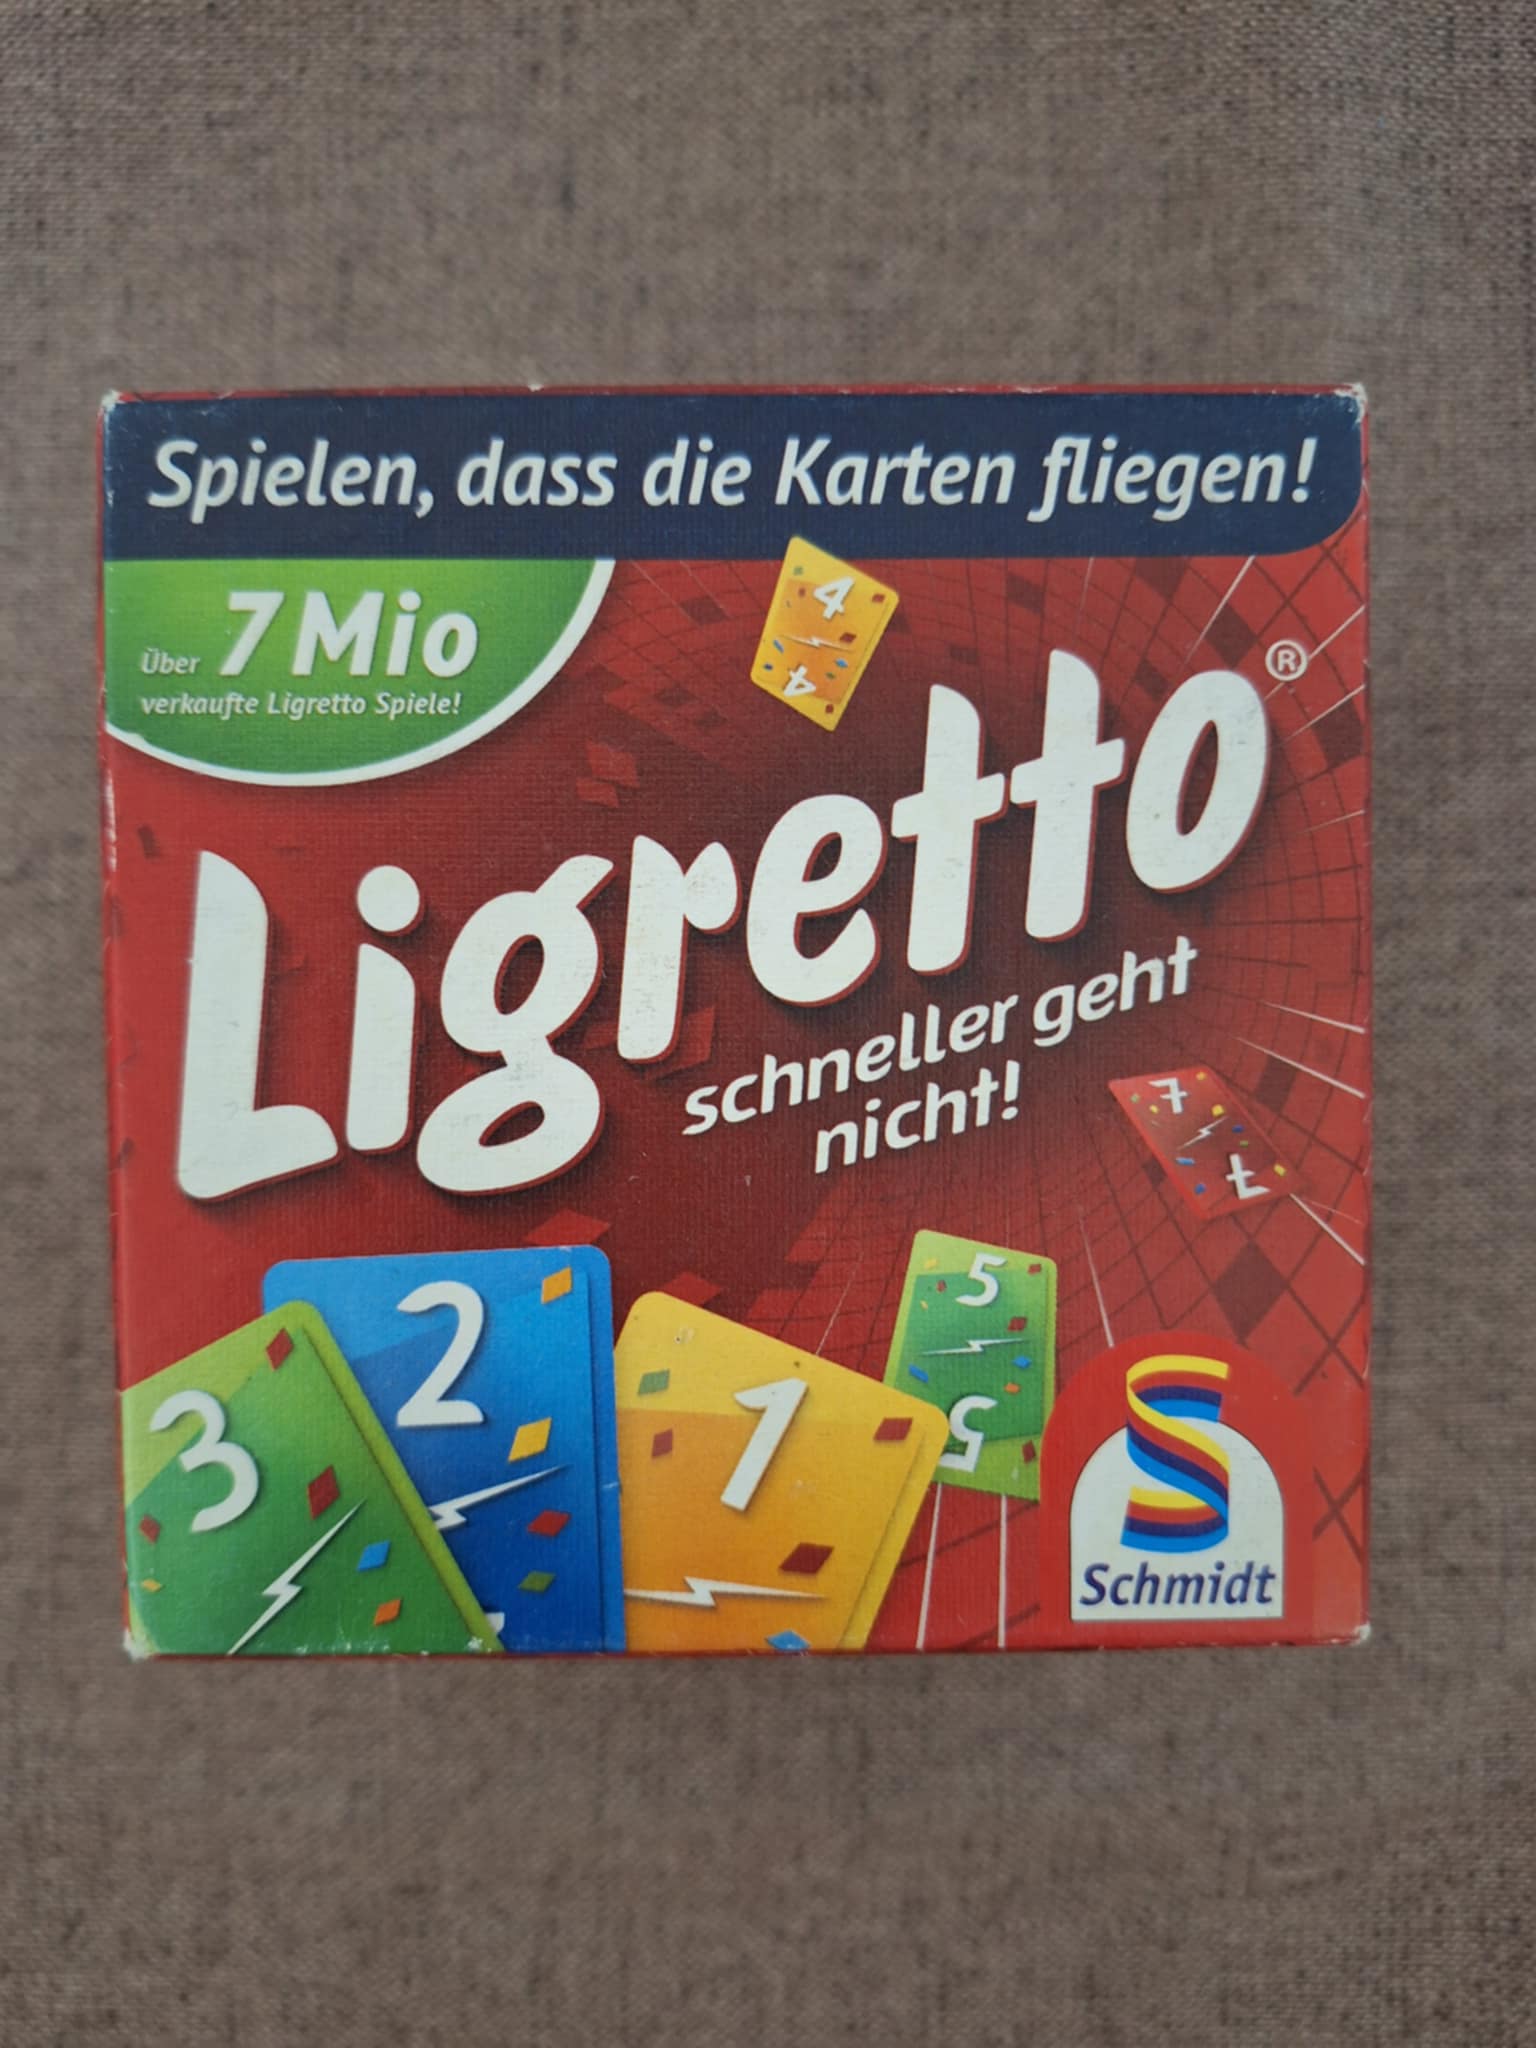 Spielen, dass die Karten fliegen!
Über 7 Mio
verkaufte Ligretto Spiele!
4
4
Ligretto®
schneller geht
nicht!
7
7
5
5
2
1
3
Schmidt